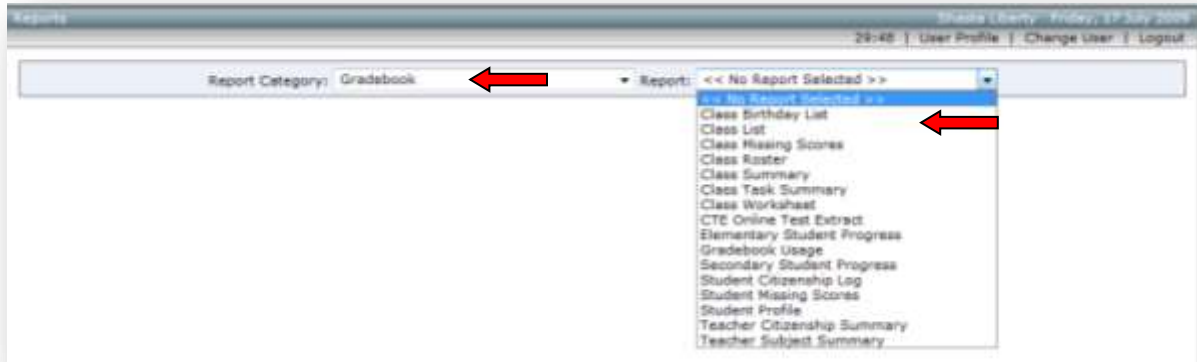 Reports Shasta Liberty - Friday, 17 July 2009
29:48 | User Profile | Change User | Logout
Report Category: Gradebook Report: << No Report Selected >>
<< No Report Selected >>
Class Birthday List
Class List
Class Missing Scores
Class Roster
Class Summary
Class Task Summary
Class Worksheet
CTE Online Test Extract
Elementary Student Progress
Gradebook Usage
Secondary Student Progress
Student Citizenship Log
Student Missing Scores
Student Profile
Teacher Citizenship Summary
Teacher Subject Summary